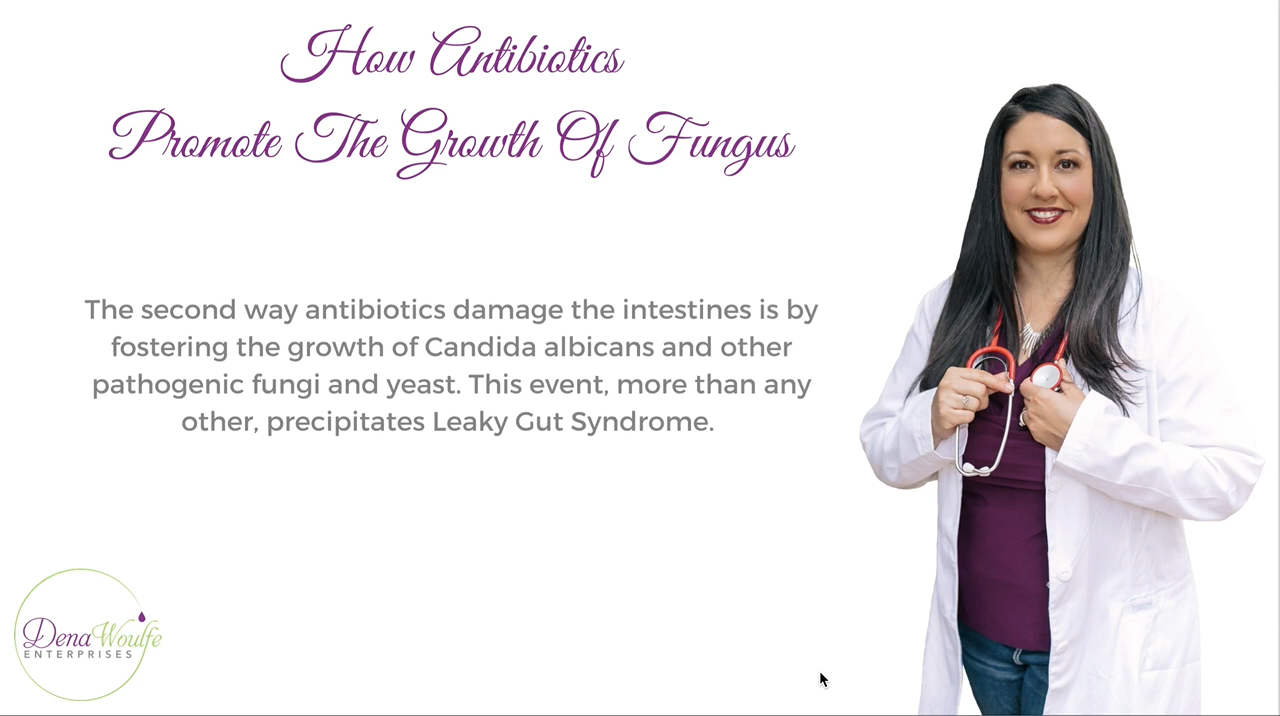 How Antibiotics
Promote The Growth Of Fungus
The second way antibiotics damage the intestines is by
fostering the growth of Candida albicans and other
pathogenic fungi and yeast. This event, more than any
other, precipitates Leaky Gut Syndrome.
Dena Woulfe
ENTERPRISES